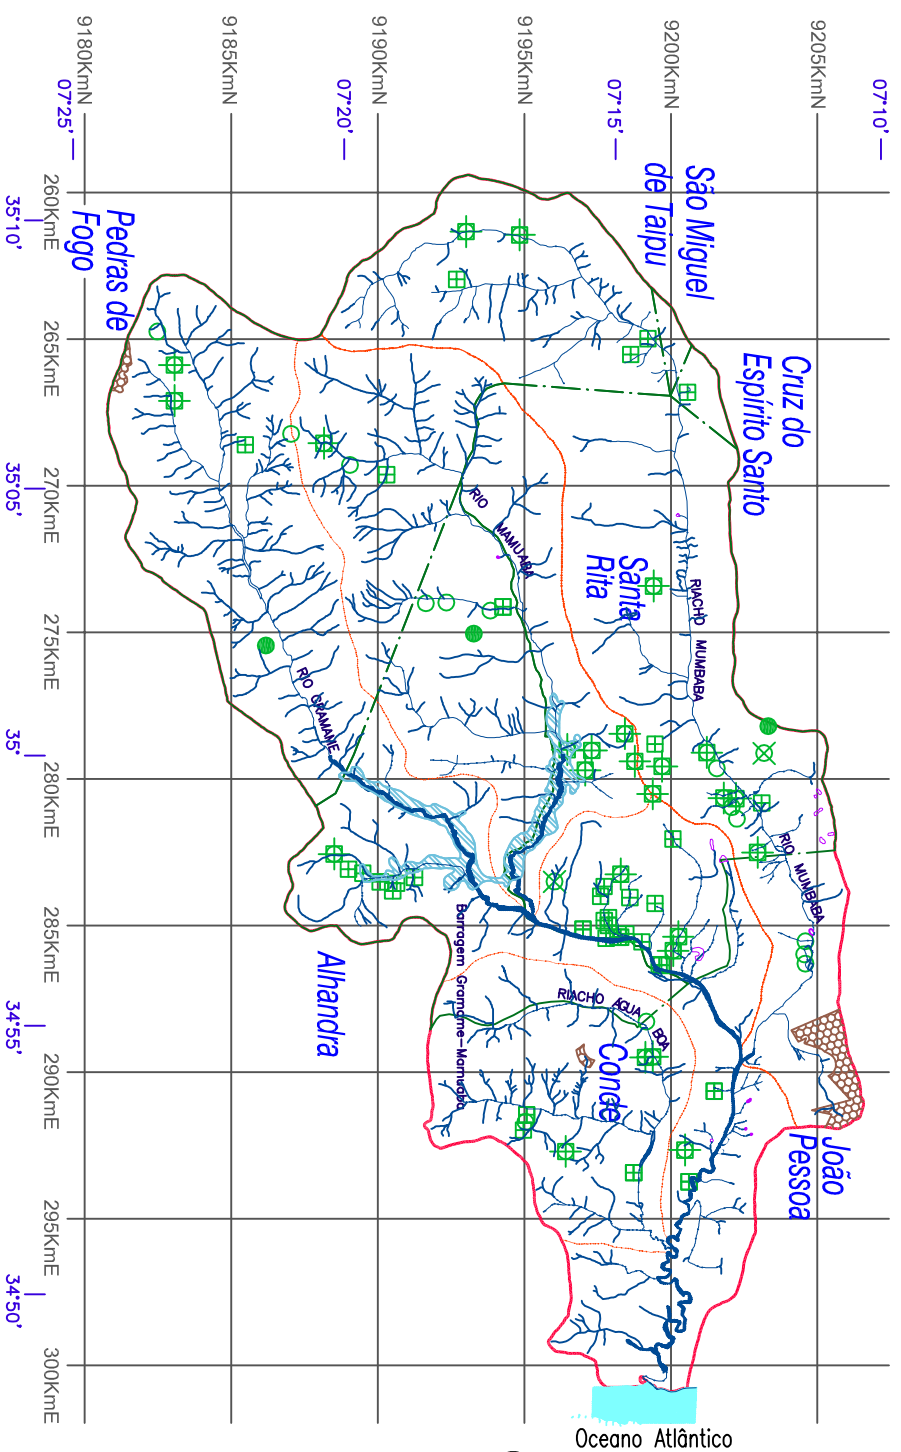 9180KmN
9185KmN
9190KmN
9195KmN
9200KmN
9205KmN
07°25'
07°20'
07°15'
07°10'
260KmE
265KmE
270KmE
275KmE
280KmE
285KmE
290KmE
295KmE
300KmE
35°10'
35°05'
35°
34°55'
34°50'
São Miguel
de Taipu
Cruz do
Espírito Santo
Pedras de
Fogo
Santa
Rita
RIO MAMUABA
RIACHO MUMBABA
RIO GRAMAME
RIO MUMBABA
Barragem Gramame-Mamuaba
Alhandra
RIACHO ÁGUA BOA
Conde
João
Pessoa
Oceano Atlântico